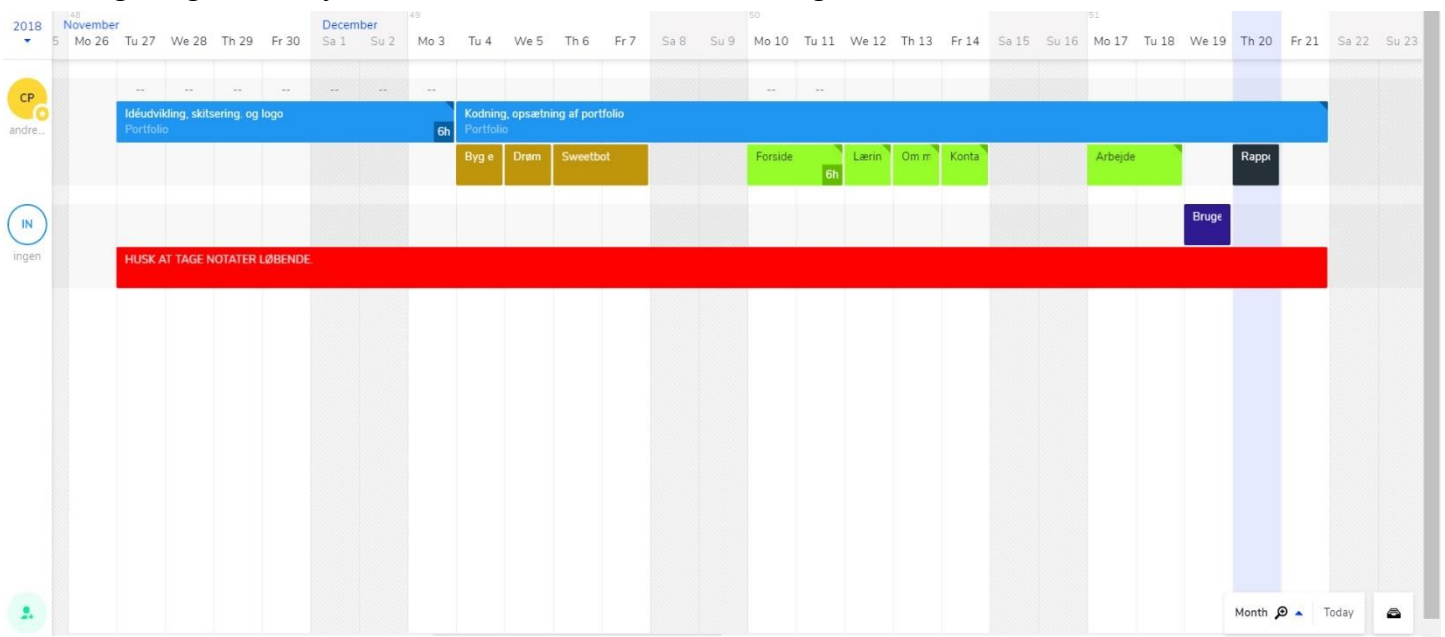 48 49 50 51
2018 November December
5 Mo 26 Tu 27 We 28 Th 29 Fr 30 Sa 1 Su 2 Mo 3 Tu 4 We 5 Th 6 Fr 7 Sa 8 Su 9 Mo 10 Tu 11 We 12 Th 13 Fr 14 Sa 15 Su 16 Mo 17 Tu 18 We 19 Th 20 Fr 21 Sa 22 Su 23
-- -- -- -- -- -- -- -- --
CP
andre...
Idéudvikling, skitsering. og logo Kodning, opsætning af portfolio
Portfolio 6h Portfolio
Byg e Drøm Sweetbot Forside Lærin Om m Konta Arbejde Rappo
6h
IN
ingen
Bruge
HUSK AT TAGE NOTATER LØBENDE.
Month Today